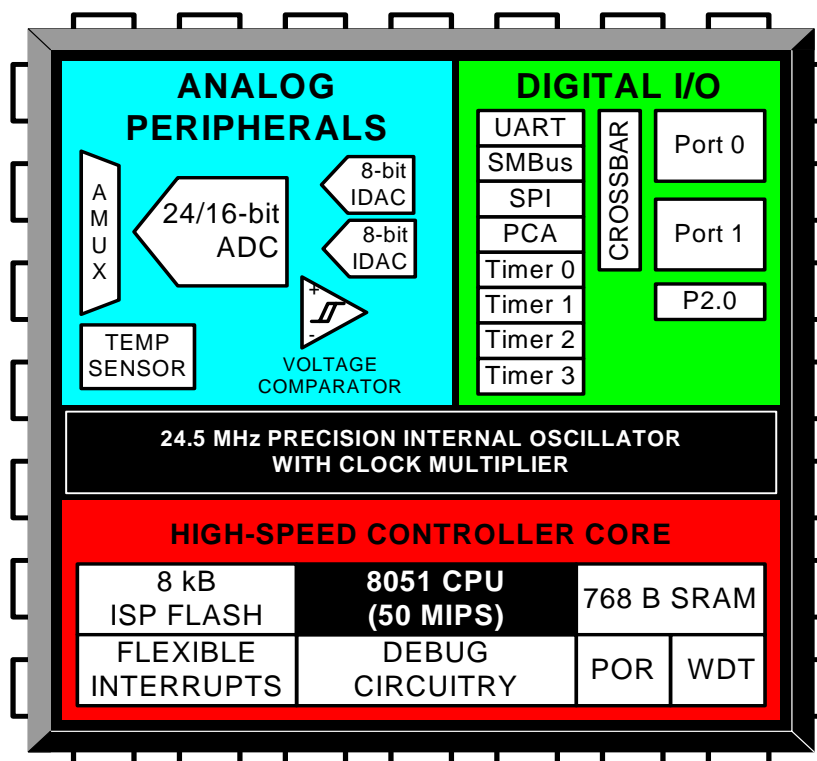 ANALOG
PERIPHERALS
A
M
U
X
24/16-bit
ADC
8-bit
IDAC
8-bit
IDAC
+
-
TEMP
SENSOR
VOLTAGE
COMPARATOR
DIGITAL I/O
UART
SMBus
SPI
PCA
Timer 0
Timer 1
Timer 2
Timer 3
CROSSBAR
Port 0
Port 1
P2.0
24.5 MHz PRECISION INTERNAL OSCILLATOR
WITH CLOCK MULTIPLIER
HIGH-SPEED CONTROLLER CORE
8 kB
ISP FLASH
8051 CPU
(50 MIPS)
768 B SRAM
FLEXIBLE
INTERRUPTS
DEBUG
CIRCUITRY
POR
WDT